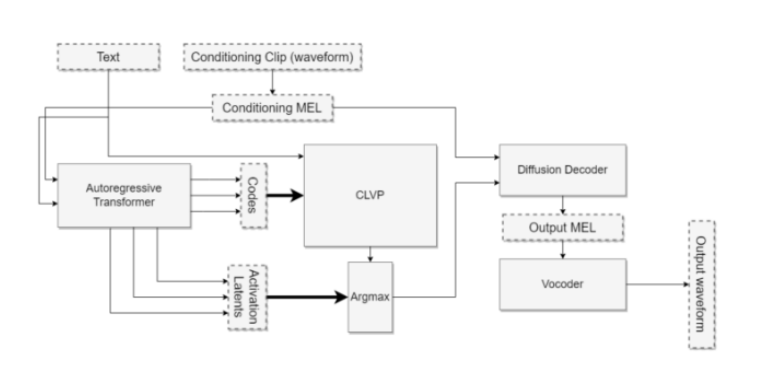 Text
Conditioning Clip (waveform)
Conditioning MEL
Autoregressive
Transformer
Codes
CLVP
Diffusion Decoder
Output MEL
Activation
Latents
Argmax
Vocoder
Output waveform